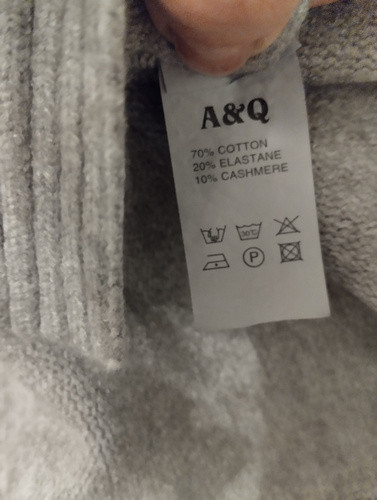 A&Q
70% COTTON
20% ELASTANE
10% CASHMERE
30°C
P